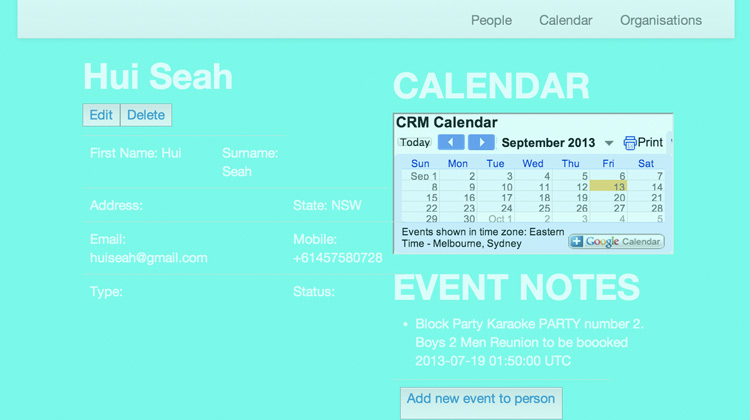 People Calendar Organisations
Hui Seah
Edit Delete
First Name: Hui Surname:
Seah
Address: State: NSW
Email: Mobile:
huiseah@gmail.com +61457580728
Type: Status:
CALENDAR
CRM Calendar
Today September 2013 Print
Sun Mon Tue Wed Thu Fri Sat
Sep 1 2 3 4 5 6 7
8 9 10 11 12 13 14
15 16 17 18 19 20 21
22 23 24 25 26 27 28
29 30 Oct 1 2 3 4 5
Events shown in time zone: Eastern
Time - Melbourne, Sydney
Google Calendar
EVENT NOTES
• Block Party Karaoke PARTY number 2.
Boys 2 Men Reunion to be boooked
2013-07-19 01:50:00 UTC
Add new event to person